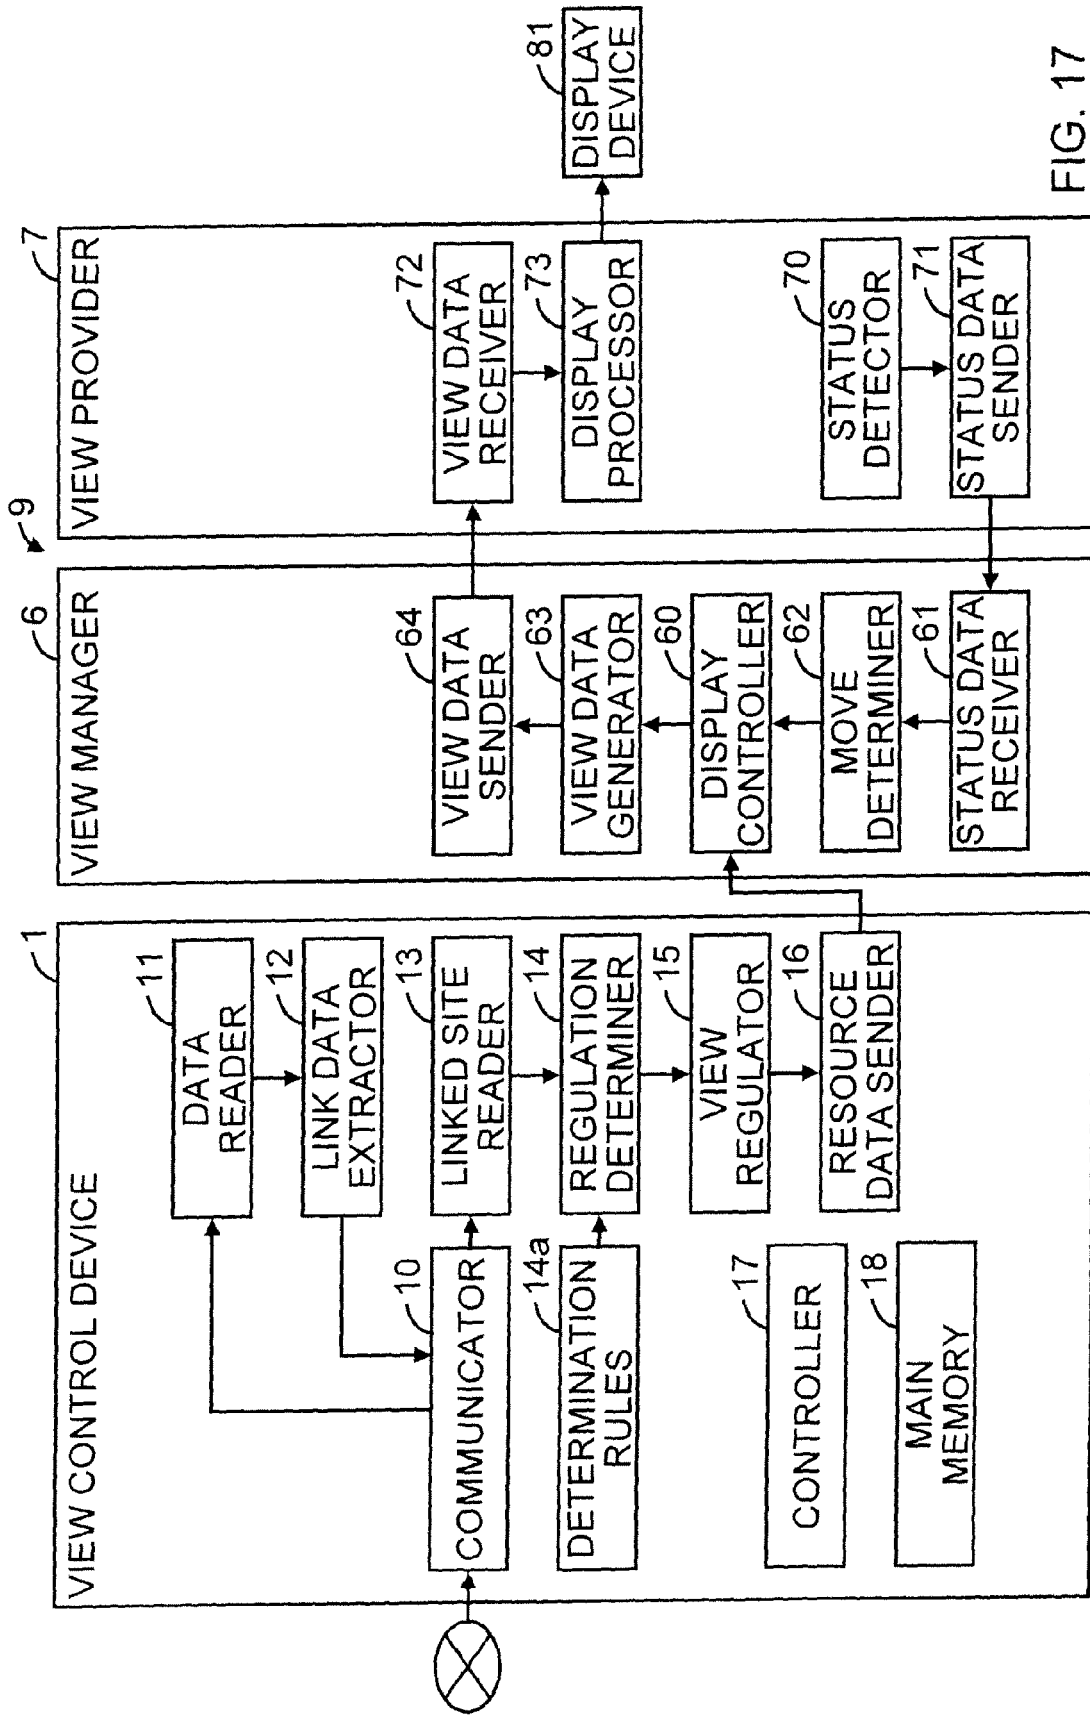 9
VIEW CONTROL DEVICE
1
DATA
READER
11
LINK DATA
EXTRACTOR
12
COMMUNICATOR
10
LINKED SITE
READER
13
DETERMINATION
RULES
14a
REGULATION
DETERMINER
14
VIEW
REGULATOR
15
RESOURCE
DATA SENDER
16
CONTROLLER
17
MAIN
MEMORY
18
VIEW MANAGER
6
VIEW DATA
SENDER
64
VIEW DATA
GENERATOR
63
DISPLAY
CONTROLLER
60
MOVE
DETERMINER
62
STATUS DATA
RECEIVER
61
VIEW PROVIDER
7
VIEW DATA
RECEIVER
72
DISPLAY
PROCESSOR
73
STATUS
DETECTOR
70
STATUS DATA
SENDER
71
DISPLAY
DEVICE
81
FIG. 17